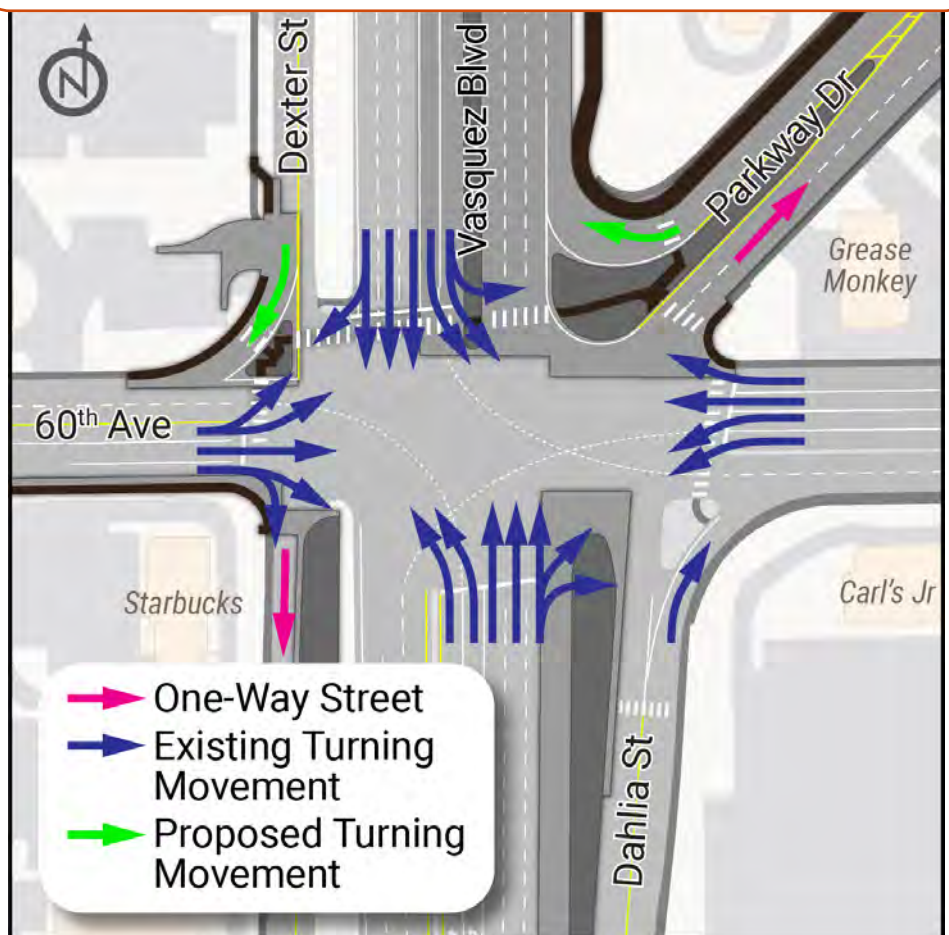 N
Dexter St
Vasquez Blvd
Parkway Dr
Grease
Monkey
60th Ave
Starbucks
Carl's Jr
Dahlia St
One-Way Street
Existing Turning
Movement
Proposed Turning
Movement